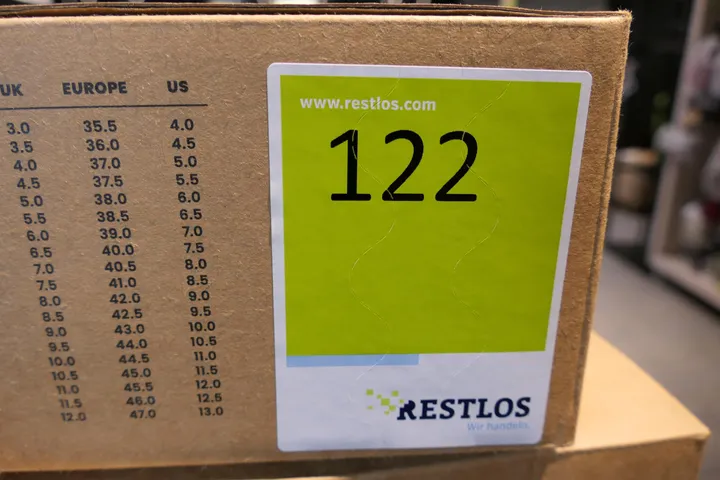 UK EUROPE US
3.0 35.5 4.0
3.5 36.0 4.5
4.0 37.0 5.0
4.5 37.5 5.5
5.0 38.0 6.0
5.5 38.5 6.5
6.0 39.0 7.0
6.5 40.0 7.5
7.0 40.5 8.0
7.5 41.0 8.5
8.0 42.0 9.0
8.5 42.5 9.5
9.0 43.0 10.0
9.5 44.0 10.5
10.0 44.5 11.0
10.5 45.0 11.5
11.0 45.5 12.0
11.5 46.0 12.5
12.0 47.0 13.0
www.restlos.com
122
RESTLOS
Wir handeln.